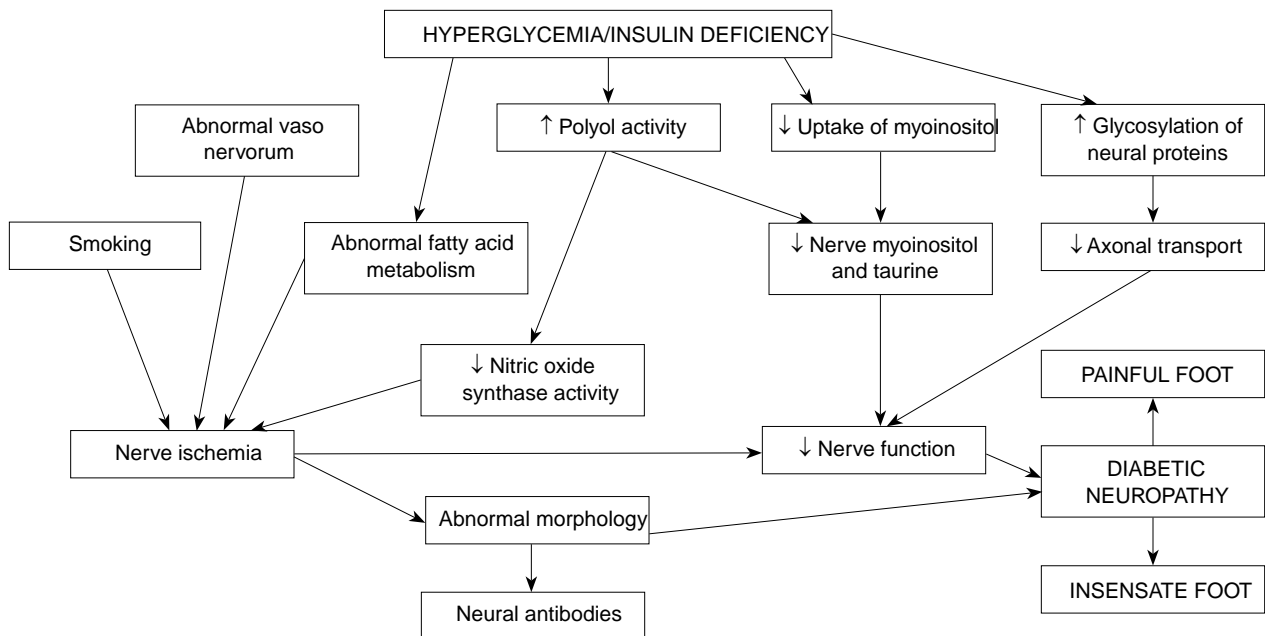 HYPERGLYCEMIA/INSULIN DEFICIENCY
Abnormal vaso
nervorum
↑ Polyol activity
↓ Uptake of myoinositol
↑ Glycosylation of
neural proteins
Smoking
Abnormal fatty acid
metabolism
↓ Nerve myoinositol
and taurine
↓ Axonal transport
↓ Nitric oxide
synthase activity
PAINFUL FOOT
Nerve ischemia
↓ Nerve function
DIABETIC
NEUROPATHY
Abnormal morphology
Neural antibodies
INSENSATE FOOT